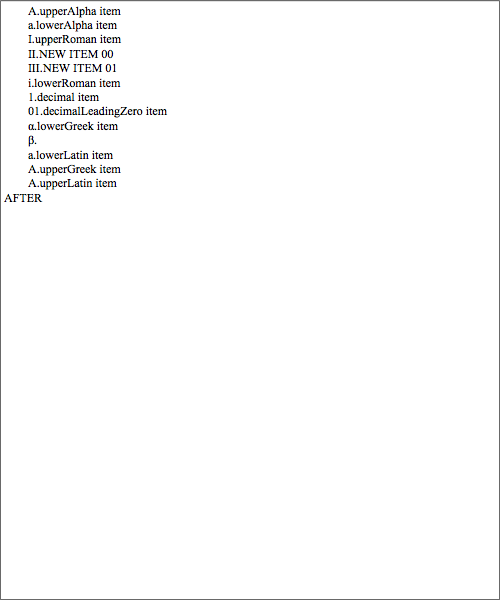 A.upperAlpha item
a.lowerAlpha item
I.upperRoman item
II.NEW ITEM 00
III.NEW ITEM 01
i.lowerRoman item
1.decimal item
01.decimalLeadingZero item
α.lowerGreek item
β.
a.lowerLatin item
A.upperGreek item
A.upperLatin item
AFTER